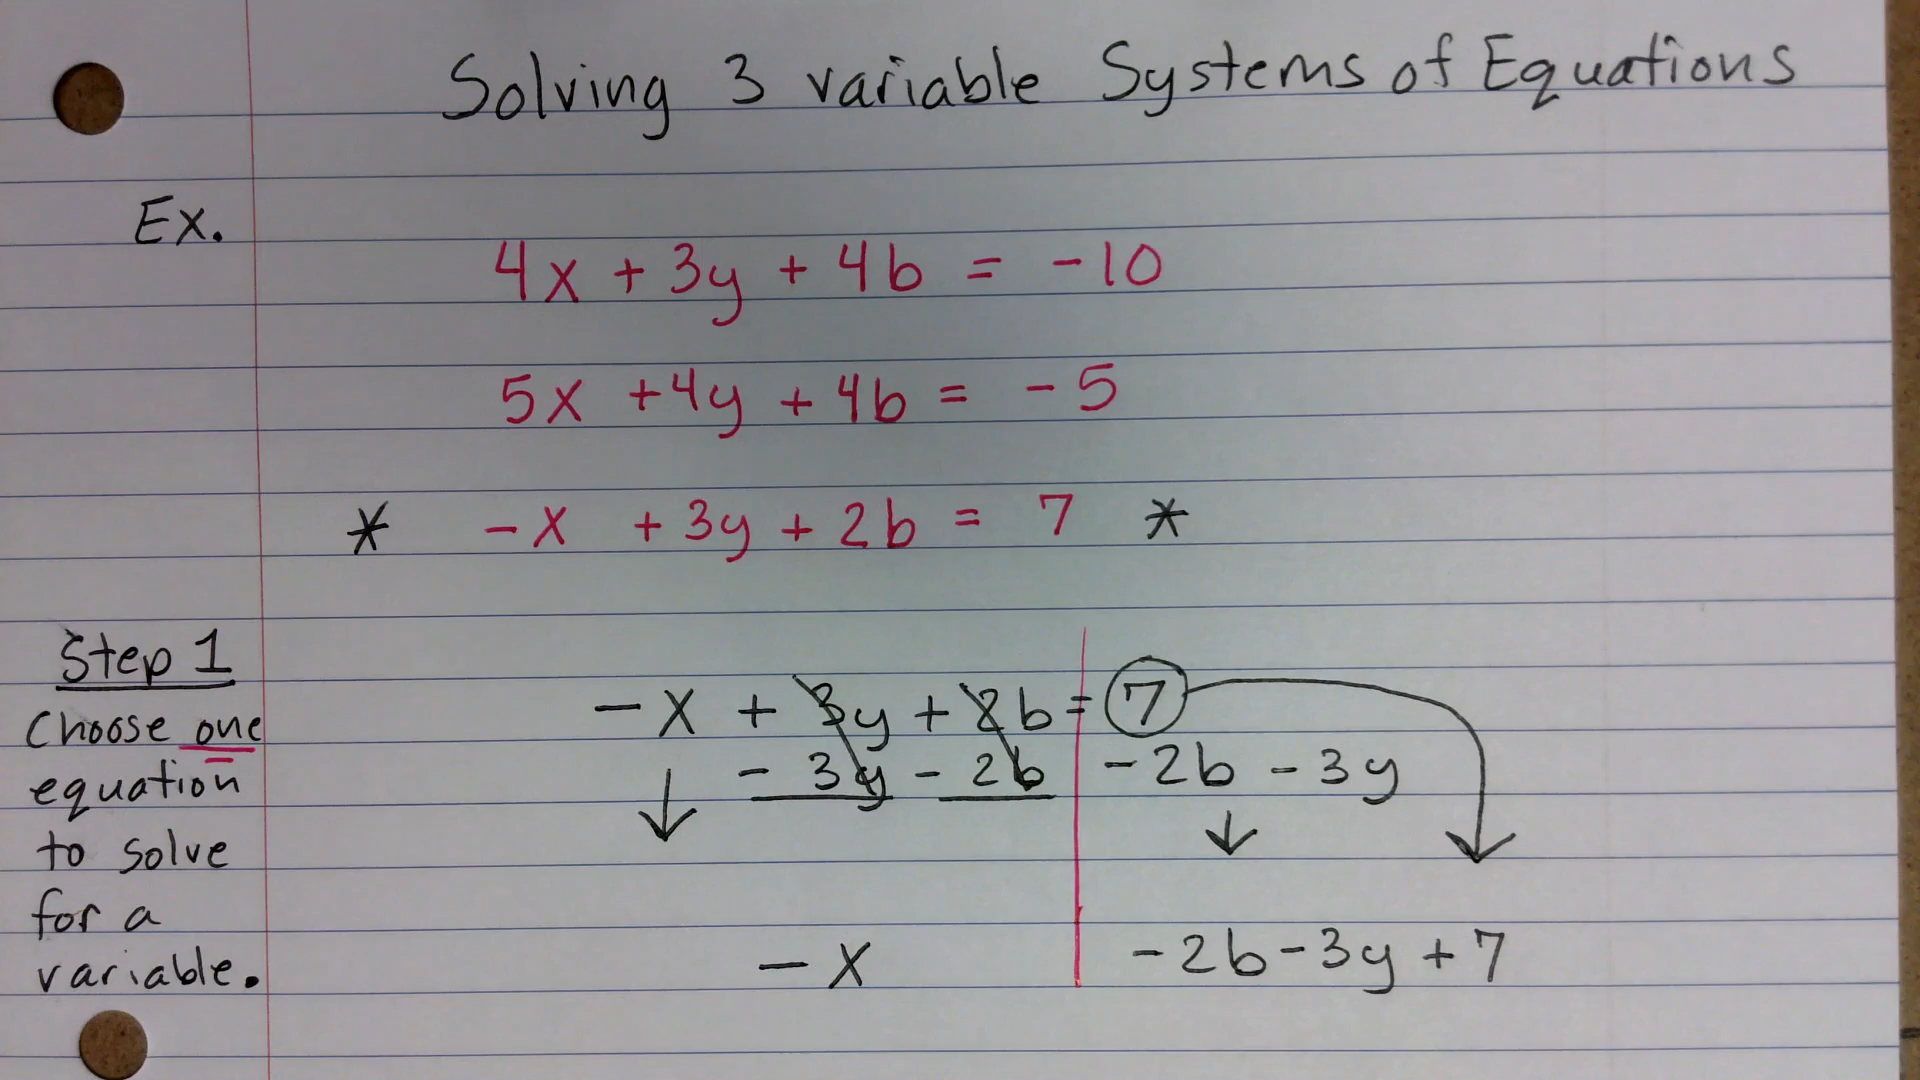 Solving 3 variable Systems of Equations
Ex.
4x + 3y + 4b = -10
5x + 4y + 4b = -5
* -x + 3y + 2b = 7 *
Step 1
Choose one
equation
to solve
for a
variable.
-x + 3y + 2b = 7
- 3y - 2b -2b - 3y
-x -2b - 3y + 7